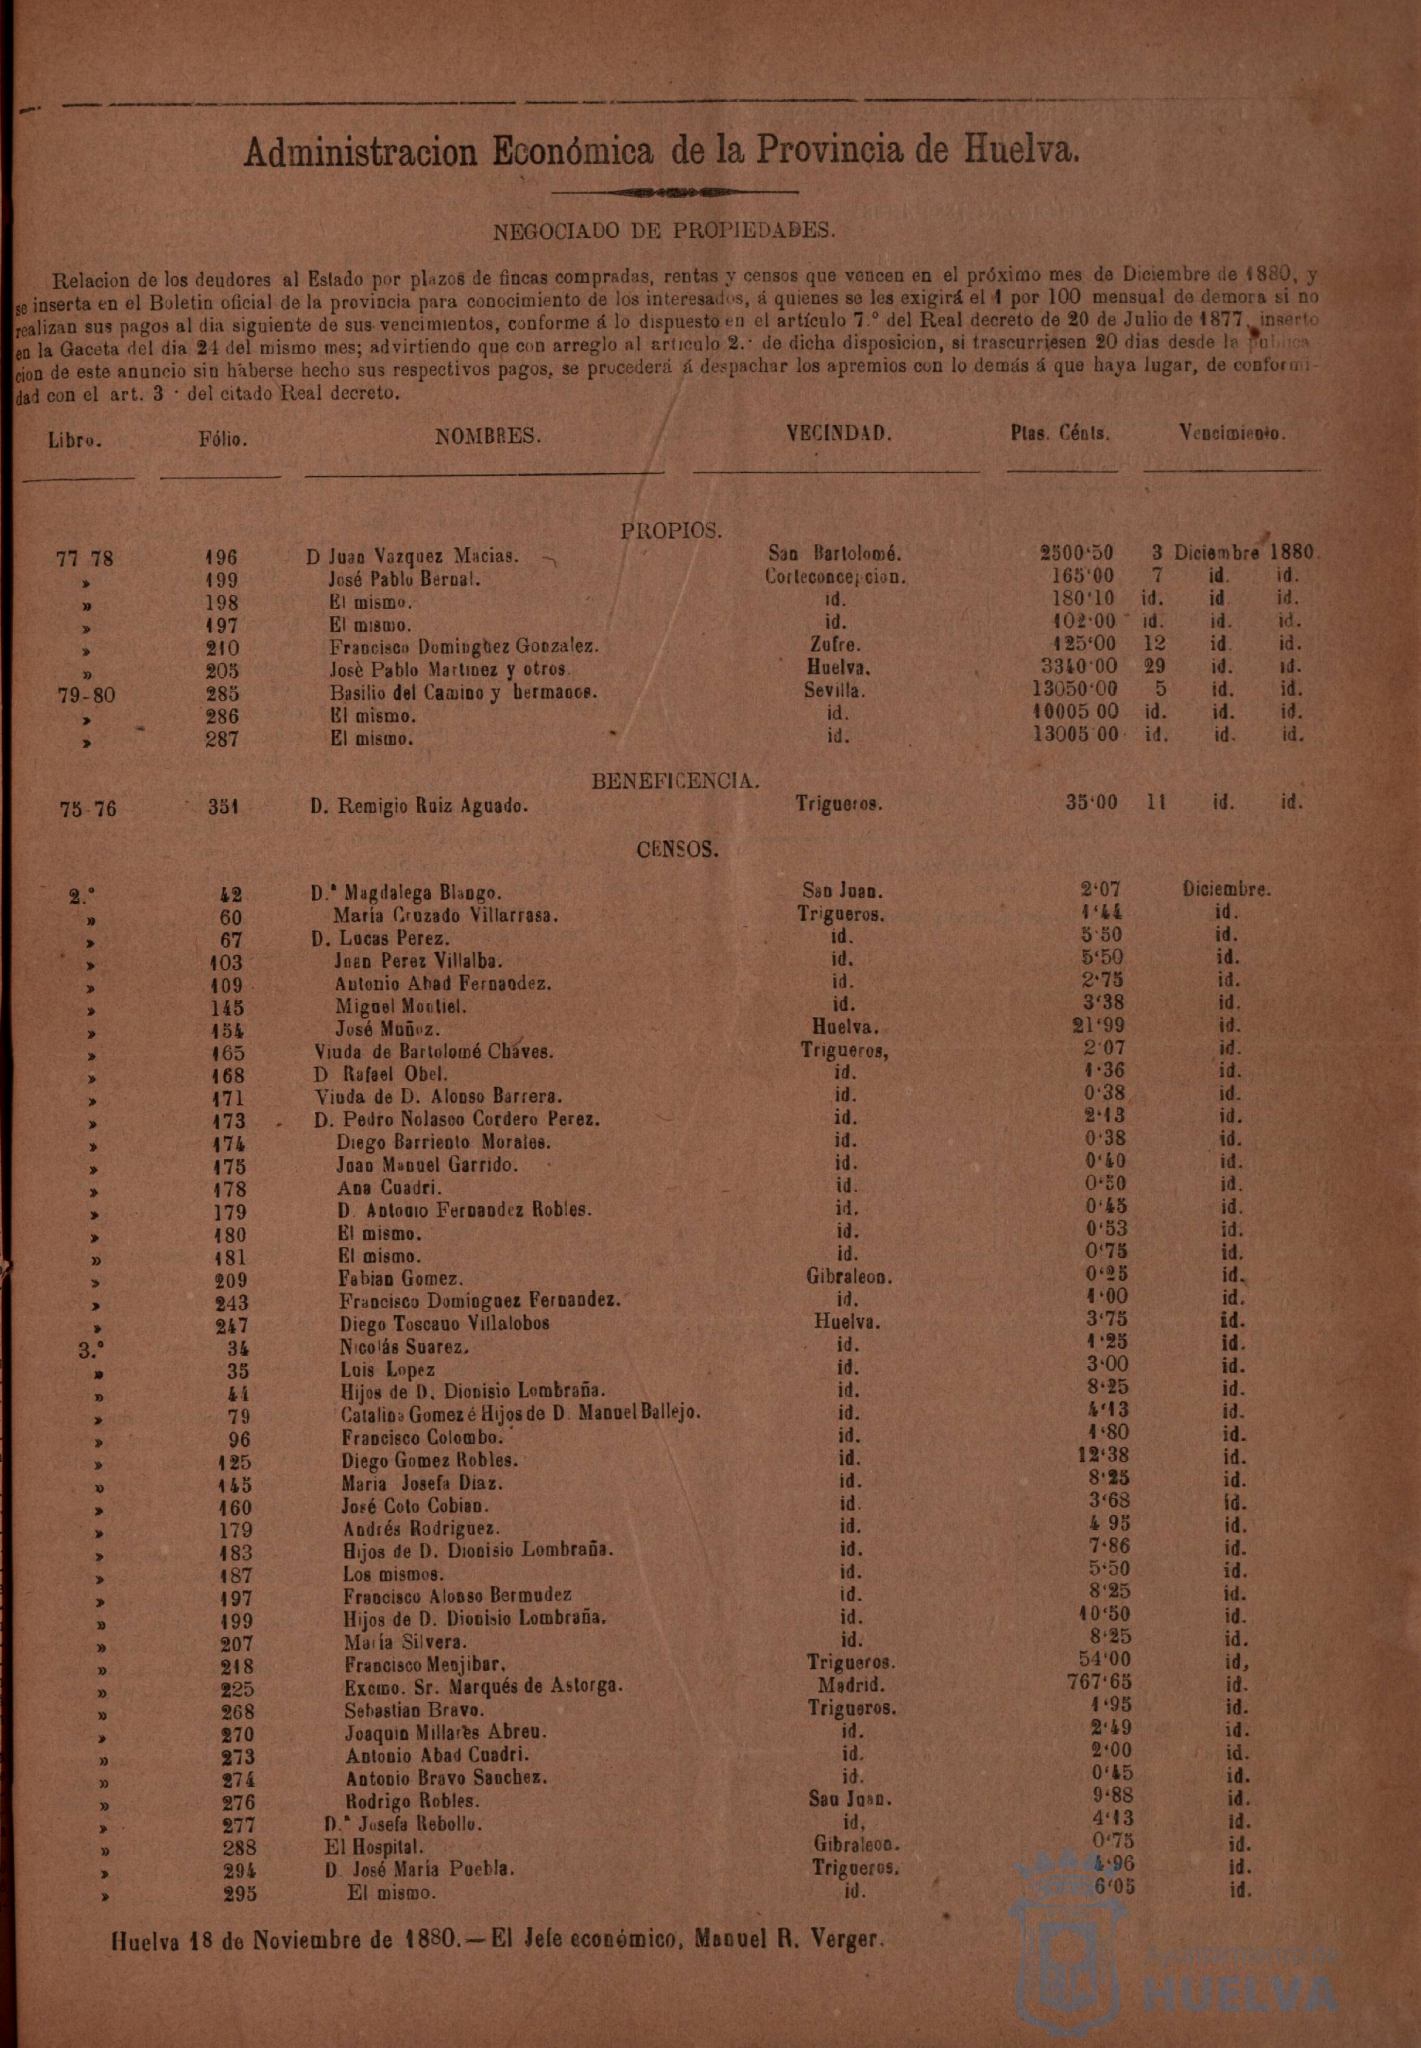 Administracion Económica de la Provincia de Huelva.
NEGOCIADO DE PROPIEDADES.
Relacion de los deudores al Estado por plazos de fincas compradas, rentas y censos que vencen en el próximo mes de Diciembre de 1880, y
se inserta en el Boletin oficial de la provincia para conocimiento de los interesados, á quienes se les exigirá el 1 por 100 mensual de demora si no
realizan sus pagos al dia siguiente de sus vencimientos, conforme á lo dispuesto en el artículo 7.º del Real decreto de 20 de Julio de 1877, inserto
en la Gaceta del dia 24 del mismo mes; advirtiendo que con arreglo al articulo 2.º de dicha disposicion, si trascurriesen 20 dias desde la publica
cion de este anuncio sin haberse hecho sus respectivos pagos, se procederá á despachar los apremios con lo demás á que haya lugar, de conformi-
dad con el art. 3 · del citado Real decreto.
Libro. Fólio. NOMBRES. VECINDAD. Ptas. Cénts. Vencimiento.
PROPIOS.
77 78 196 D Juan Vazquez Macias. San Bartolomé. 2500'50 3 Diciembre 1880.
» 199 José Pablo Bernal. Corteconcepcion. 165'00 7 id. id.
» 198 El mismo. id. 180'10 id. id. id.
» 197 El mismo. id. 102'00 id. id. id.
» 210 Francisco Dominguez Gonzalez. Zufre. 125'00 12 id. id.
» 205 Josè Pablo Martinez y otros. Huelva. 3340'00 29 id. id.
79-80 285 Basilio del Camino y hermanos. Sevilla. 13050'00 5 id. id.
» 286 El mismo. id. 10005 00 id. id. id.
» 287 El mismo. id. 13005 00 id. id. id.
BENEFICENCIA.
75-76 351 D. Remigio Ruiz Aguado. Trigueros. 35'00 11 id. id.
CENSOS.
2.º 42 D.ª Magdalega Blango. San Juan. 2'07 Diciembre.
» 60 María Cruzado Villarrasa. Trigueros. 1'44 id.
» 67 D. Lucas Perez. id. 5'50 id.
» 103 Juan Perez Villalba. id. 5'50 id.
» 109 Antonio Abad Fernandez. id. 2'75 id.
» 145 Miguel Montiel. id. 3'38 id.
» 154 José Muñoz. Huelva. 21'99 id.
» 165 Viuda de Bartolomé Cháves. Trigueros, 2'07 id.
» 168 D Rafael Obel. id. 1'36 id.
» 171 Viuda de D. Alonso Barrera. id. 0'38 id.
» 173 D. Pedro Nolasco Cordero Perez. id. 2'13 id.
» 174 Diego Barriento Morales. id. 0'38 id.
» 175 Juan Manuel Garrido. id. 0'40 id.
» 178 Ana Cuadri. id. 0'50 id.
» 179 D. Antonio Fernandez Robles. id. 0'45 id.
» 180 El mismo. id. 0'53 id.
» 181 El mismo. id. 0'75 id.
» 209 Fabian Gomez. Gibraleon. 0'25 id.
» 243 Francisco Dominguez Fernandez. id. 1'00 id.
» 247 Diego Toscano Villalobos Huelva. 3'75 id.
3.º 34 Nicolás Suarez. id. 1'25 id.
» 35 Luis Lopez id. 3'00 id.
» 44 Hijos de D. Dionisio Lombraña. id. 8'25 id.
» 79 Catalina Gomez é Hijos de D. Manuel Ballejo. id. 4'13 id.
» 96 Francisco Colombo. id. 1'80 id.
» 125 Diego Gomez Robles. id. 12'38 id.
» 145 Maria Josefa Diaz. id. 8'25 id.
» 160 José Coto Cobian. id. 3'68 id.
» 179 Andrés Rodriguez. id. 4 95 id.
» 183 Hijos de D. Dionisio Lombraña. id. 7'86 id.
» 187 Los mismos. id. 5'50 id.
» 197 Francisco Alonso Bermudez id. 8'25 id.
» 199 Hijos de D. Dionisio Lombraña. id. 10'50 id.
» 207 María Silvera. id. 8'25 id.
» 218 Francisco Menjibar. Trigueros. 54'00 id,
» 225 Excmo. Sr. Marqués de Astorga. Madrid. 767'65 id.
» 268 Sebastian Bravo. Trigueros. 1'95 id.
» 270 Joaquin Millares Abreu. id. 2'49 id.
» 273 Antonio Abad Cuadri. id. 2'00 id.
» 274 Antonio Bravo Sanchez. id. 0'45 id.
» 276 Rodrigo Robles. San Juan. 9'88 id.
» 277 D.ª Josefa Rebollo. id, 4'13 id.
» 288 El Hospital. Gibraleon. 0'75 id.
» 294 D. José María Puebla. Trigueros. 4'96 id.
» 295 El mismo. id. 6'05 id.
Huelva 18 de Noviembre de 1880.—El Jefe económico, Manuel R. Verger.
Ayuntamiento de
HUELVA